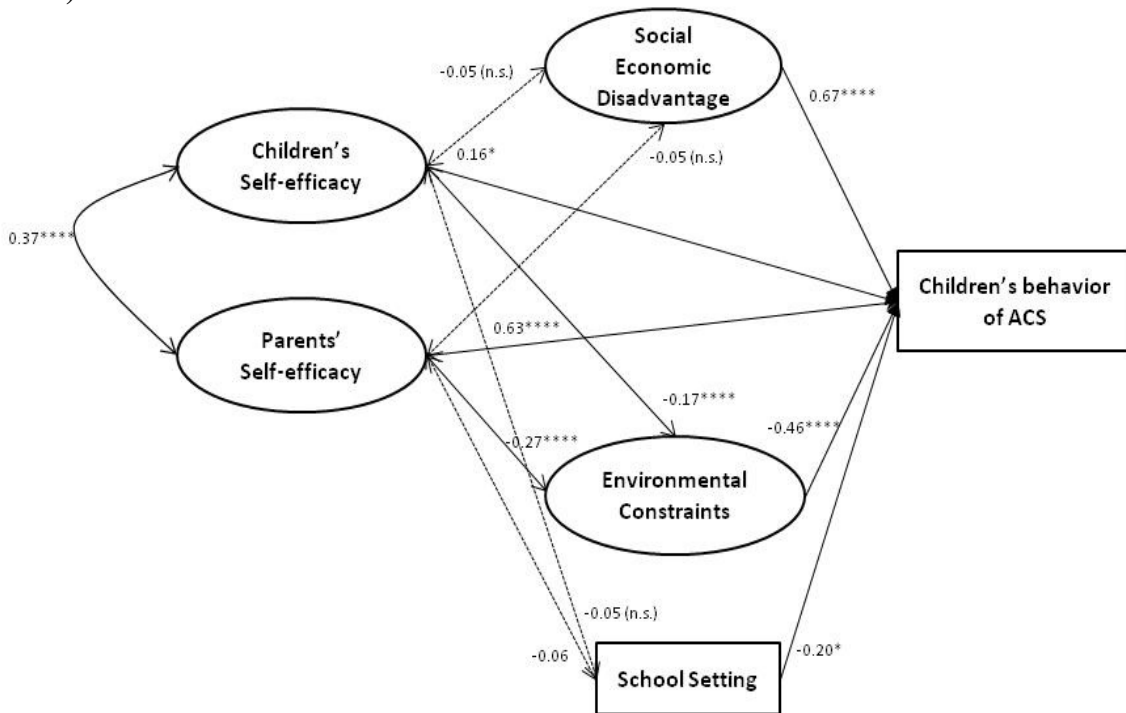 Social
Economic
Disadvantage
-0.05 (n.s.)
0.67****
Children's
Self-efficacy
0.16*
-0.05 (n.s.)
0.37****
Children's behavior
of ACS
Parents'
Self-efficacy
0.63****
-0.17****
-0.27****
-0.46****
Environmental
Constraints
-0.05 (n.s.)
-0.06
-0.20*
School Setting